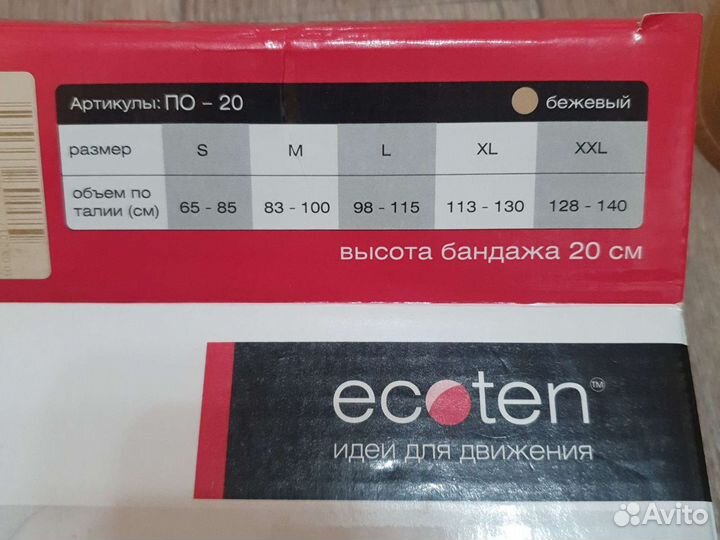 Артикулы: ПО – 20 бежевый
размер S M L XL XXL
объем по талии (см) 65 - 85 83 - 100 98 - 115 113 - 130 128 - 140
высота бандажа 20 см
ecoten™
идеи для движения
Avito